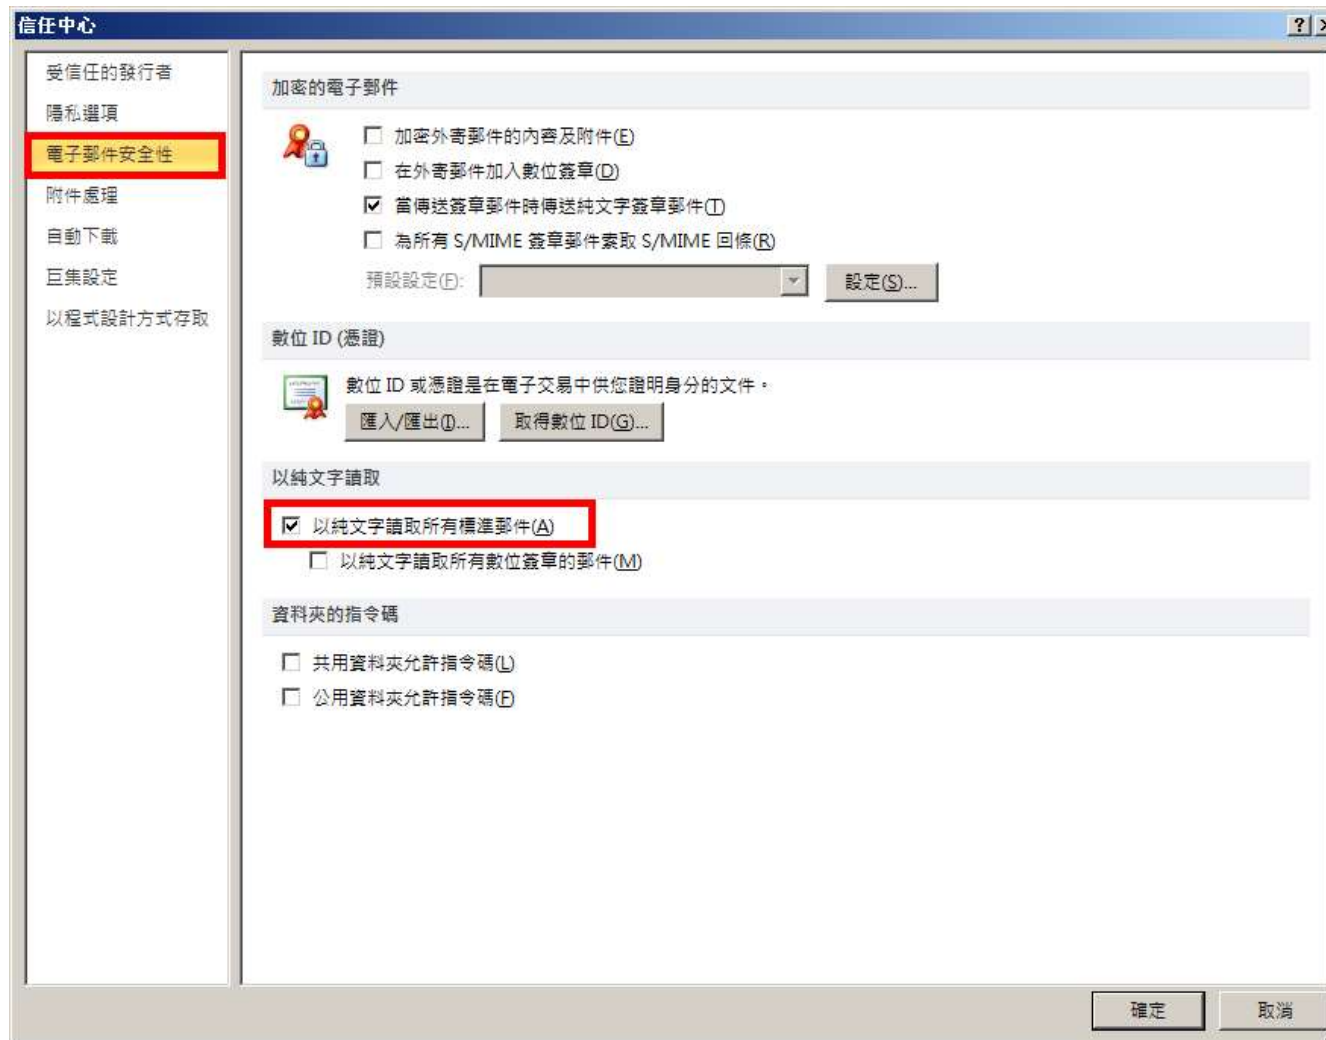 信任中心
受信任的發行者
隱私選項
電子郵件安全性
附件處理
自動下載
巨集設定
以程式設計方式存取
加密的電子郵件
加密外寄郵件的內容及附件(E)
在外寄郵件加入數位簽章(D)
當傳送簽章郵件時傳送純文字簽章郵件(T)
為所有 S/MIME 簽章郵件索取 S/MIME 回條(R)
預設設定(F):
設定(S)...
數位 ID (憑證)
數位 ID 或憑證是在電子交易中供您證明身分的文件。
匯入/匯出(I)... 取得數位 ID(G)...
以純文字讀取
以純文字讀取所有標準郵件(A)
以純文字讀取所有數位簽章的郵件(M)
資料夾的指令碼
共用資料夾允許指令碼(L)
公用資料夾允許指令碼(F)
確定 取消